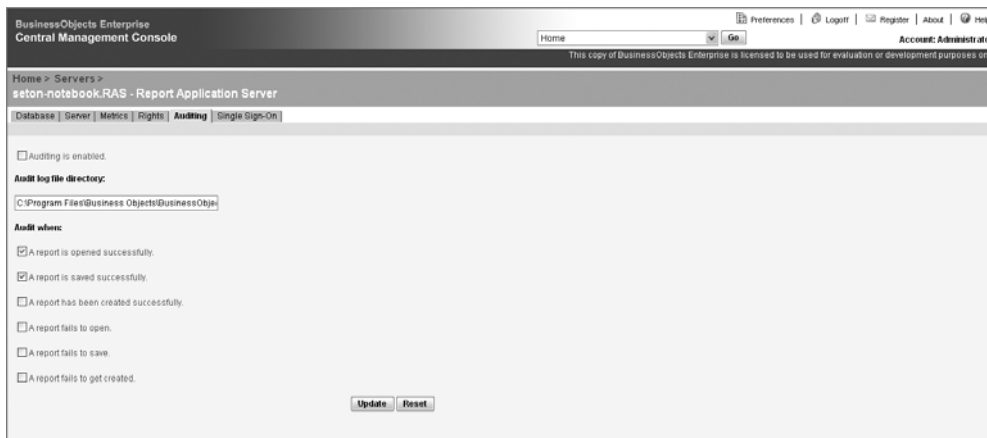 BusinessObjects Enterprise
Central Management Console
Preferences | Logoff | Register | About | Hel
Home Go Account: Administrato
This copy of BusinessObjects Enterprise is licensed to be used for evaluation or development purposes on
Home > Servers >
seton-notebook.RAS - Report Application Server
Database | Server | Metrics | Rights | Auditing | Single Sign-On |
Auditing is enabled.
Audit log file directory:
C:\Program Files\Business Objects\BusinessObje
Audit when:
A report is opened successfully.
A report is saved successfully.
A report has been created successfully.
A report fails to open.
A report fails to save.
A report fails to get created.
Update Reset